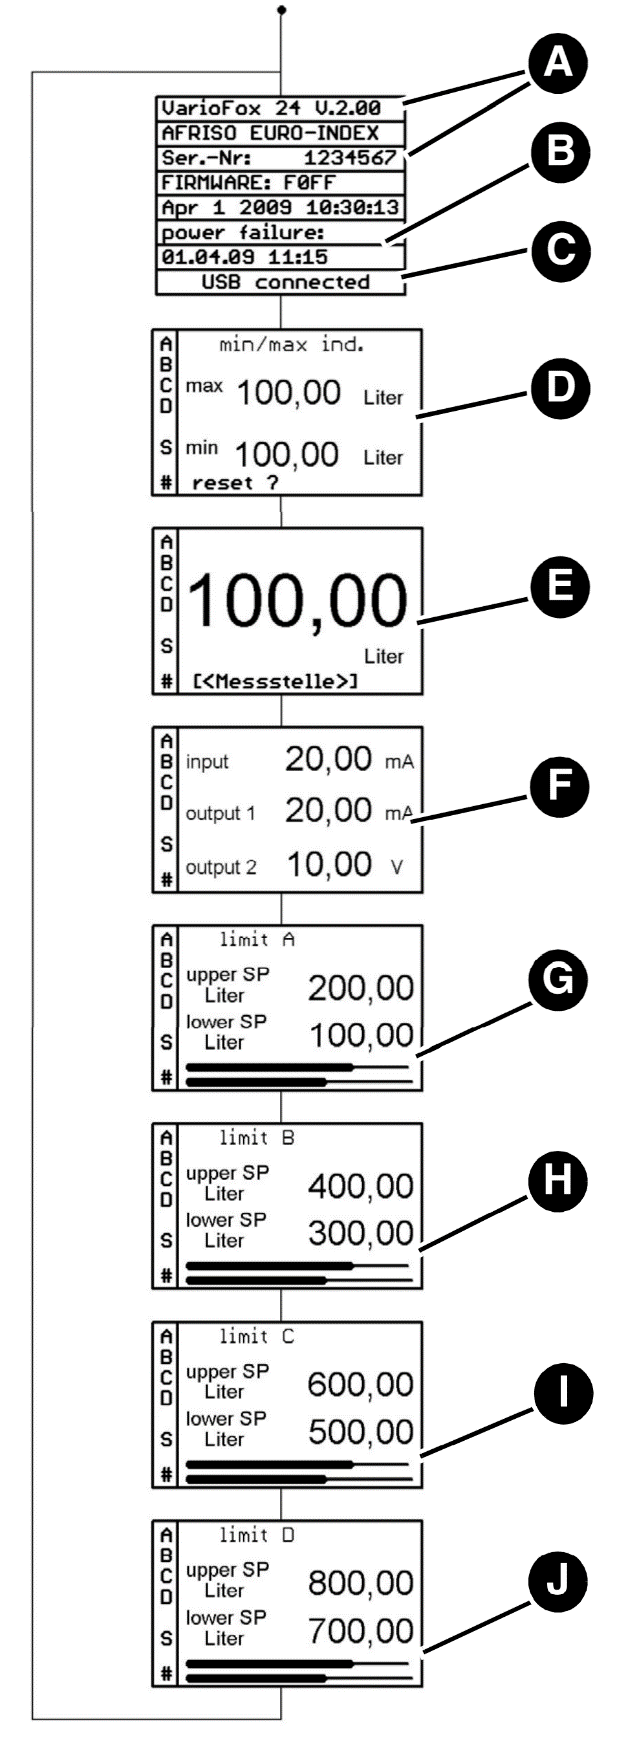 A
VarioFox 24 V.2.00
AFRISO EURO-INDEX
Ser.-Nr: 1234567
B
FIRMWARE: F0FF
Apr 1 2009 10:30:13
power failure:
01.04.09 11:15
C
USB connected
A
B
C
D
S
#
min/max ind.
max 100,00 Liter
min 100,00 Liter
reset ?
D
A
B
C
D
S
#
100,00
Liter
[<Messstelle>]
E
A
B
C
D
S
#
input 20,00 mA
output 1 20,00 mA
output 2 10,00 V
F
A
B
C
D
S
#
limit A
upper SP
Liter 200,00
lower SP
Liter 100,00
G
A
B
C
D
S
#
limit B
upper SP
Liter 400,00
lower SP
Liter 300,00
H
A
B
C
D
S
#
limit C
upper SP
Liter 600,00
lower SP
Liter 500,00
I
A
B
C
D
S
#
limit D
upper SP
Liter 800,00
lower SP
Liter 700,00
J